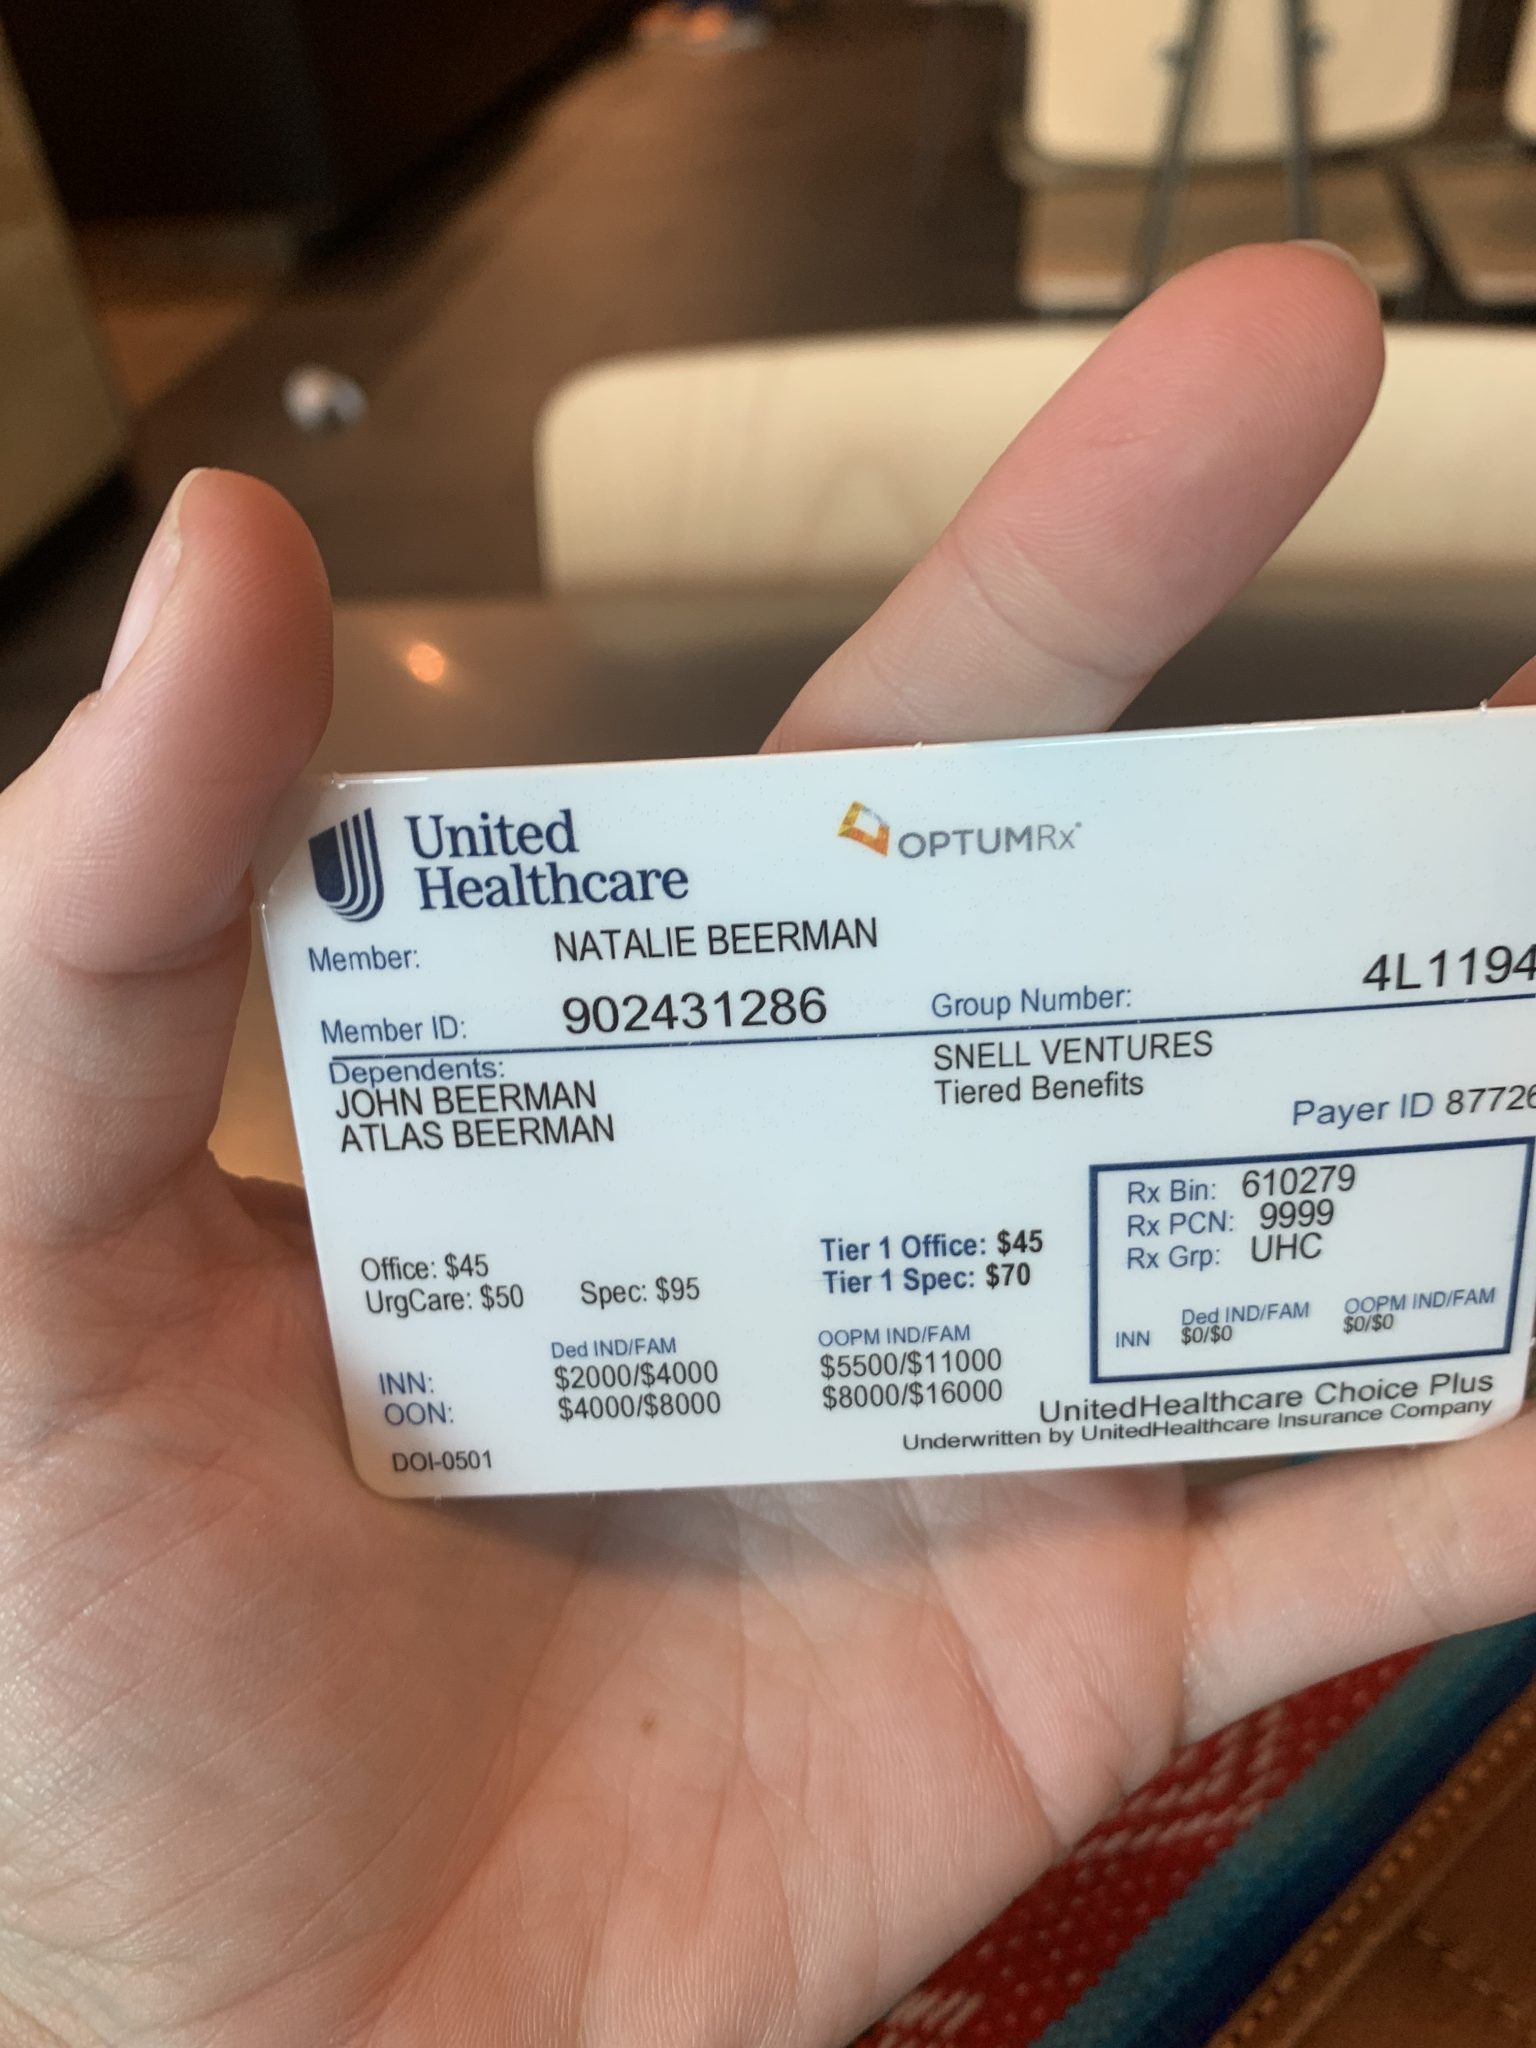 United
Healthcare
OPTUMRx
Member: NATALIE BEERMAN
Member ID: 902431286 Group Number: 4L1194
Dependents:
JOHN BEERMAN
ATLAS BEERMAN
SNELL VENTURES
Tiered Benefits
Payer ID 87726
Office: $45
UrgCare: $50 Spec: $95
Tier 1 Office: $45
Tier 1 Spec: $70
Rx Bin: 610279
Rx PCN: 9999
Rx Grp: UHC
Ded IND/FAM OOPM IND/FAM
INN $0/$0 $0/$0
Ded IND/FAM OOPM IND/FAM
INN: $2000/$4000 $5500/$11000
OON: $4000/$8000 $8000/$16000
UnitedHealthcare Choice Plus
Underwritten by UnitedHealthcare Insurance Company
DOI-0501